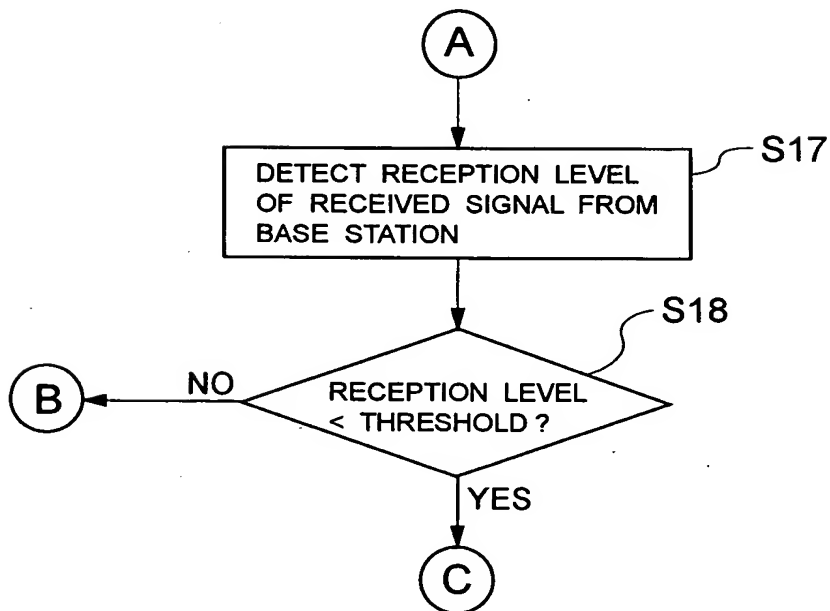 A
S17
DETECT RECEPTION LEVEL
OF RECEIVED SIGNAL FROM
BASE STATION
S18
RECEPTION LEVEL
< THRESHOLD ?
NO
B
YES
C